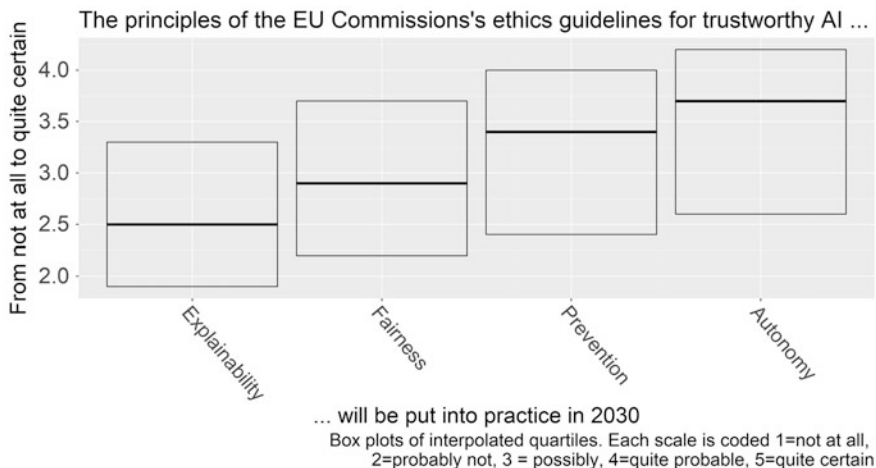 The principles of the EU Commissions's ethics guidelines for trustworthy AI ...
From not at all to quite certain
4.0
3.5
3.0
2.5
2.0
Explainability
Fairness
Prevention
Autonomy
... will be put into practice in 2030
Box plots of interpolated quartiles. Each scale is coded 1=not at all,
2=probably not, 3 = possibly, 4=quite probable, 5=quite certain